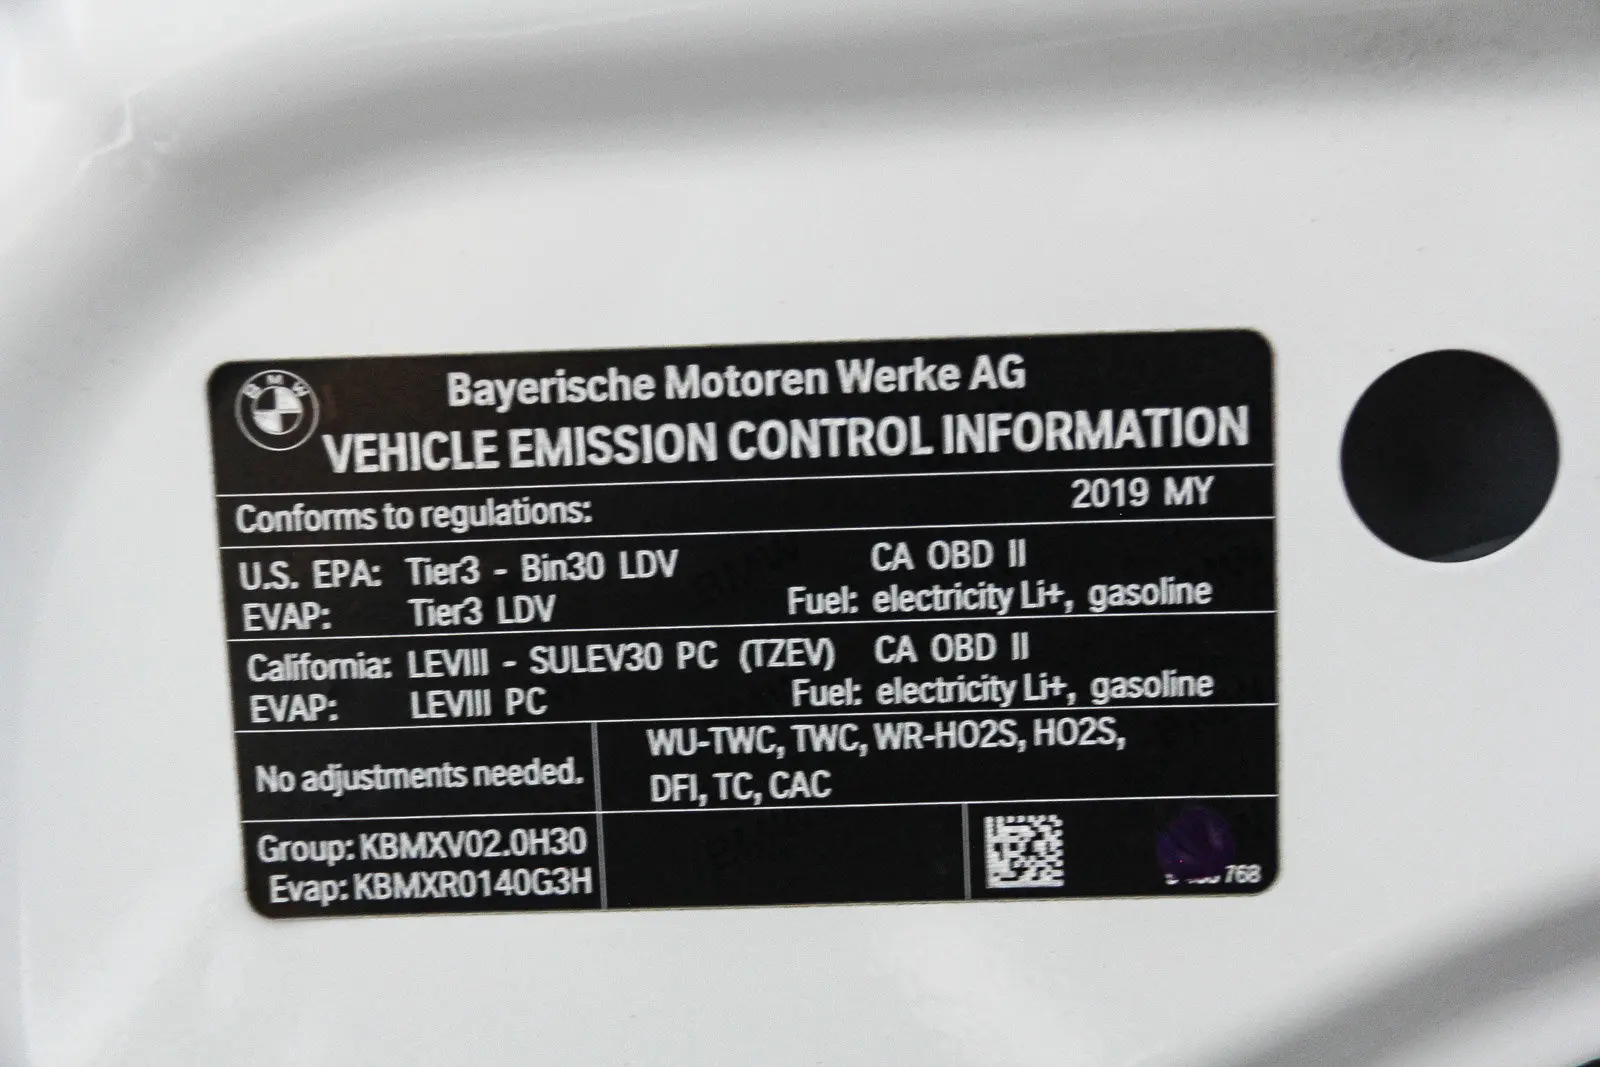 BMW
Bayerische Motoren Werke AG
VEHICLE EMISSION CONTROL INFORMATION
Conforms to regulations: 2019 MY
U.S. EPA: Tier3 - Bin30 LDV CA OBD II
EVAP: Tier3 LDV Fuel: electricity Li+, gasoline
California: LEVIII - SULEV30 PC (TZEV) CA OBD II
EVAP: LEVIII PC Fuel: electricity Li+, gasoline
No adjustments needed.
WU-TWC, TWC, WR-HO2S, HO2S,
DFI, TC, CAC
Group: KBMXV02.0H30
Evap: KBMXR0140G3H
768